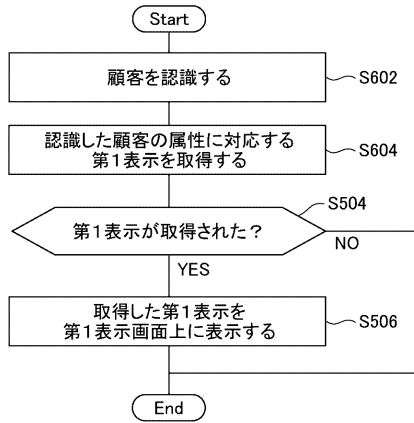 Start
顧客を認識する
S602
認識した顧客の属性に対応する
第1表示を取得する
S604
S504
第1表示が取得された?
NO
YES
取得した第1表示を
第1表示画面上に表示する
S506
End